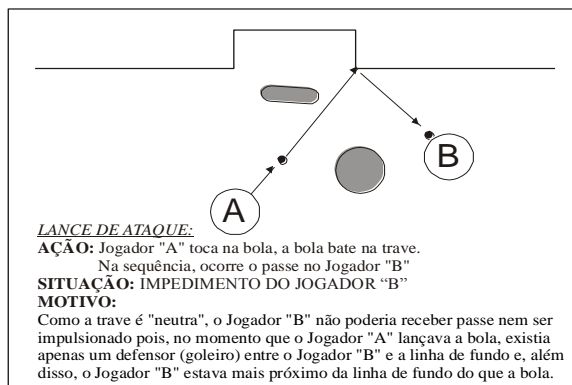 A
B
LANCE DE ATAQUE:
AÇÃO: Jogador "A" toca na bola, a bola bate na trave.
Na sequência, ocorre o passe no Jogador "B"
SITUAÇÃO: IMPEDIMENTO DO JOGADOR “B”
MOTIVO:
Como a trave é "neutra", o Jogador "B" não poderia receber passe nem ser
impulsionado pois, no momento que o Jogador "A" lançava a bola, existia
apenas um defensor (goleiro) entre o Jogador "B" e a linha de fundo e, além
disso, o Jogador "B" estava mais próximo da linha de fundo do que a bola.